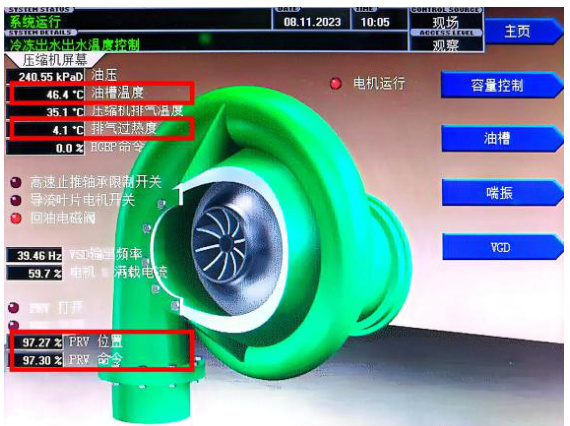 SYSTEM STATUS
系统运行
DATE
08.11.2023
TIME
10:05
CONTROL SOURCE
现场
主页
SYSTEM DETAILS
冷冻出水出水温度控制
ACCESS LEVEL
观察
压缩机屏幕
240.55 kPaD 油压
46.4 °C 油槽温度
35.1 °C 压缩机排气温度
4.1 °C 排气过热度
0.0 % HGBP命令
电机运行
容量控制
油槽
喘振
VGD
高速止推轴承限制开关
导流叶片电机开关
回油电磁阀
39.46 Hz VSD输出频率
59.7 % 电机 % 满载电流
PRV 打开
97.27 % PRV 位置
97.30 % PRV 命令